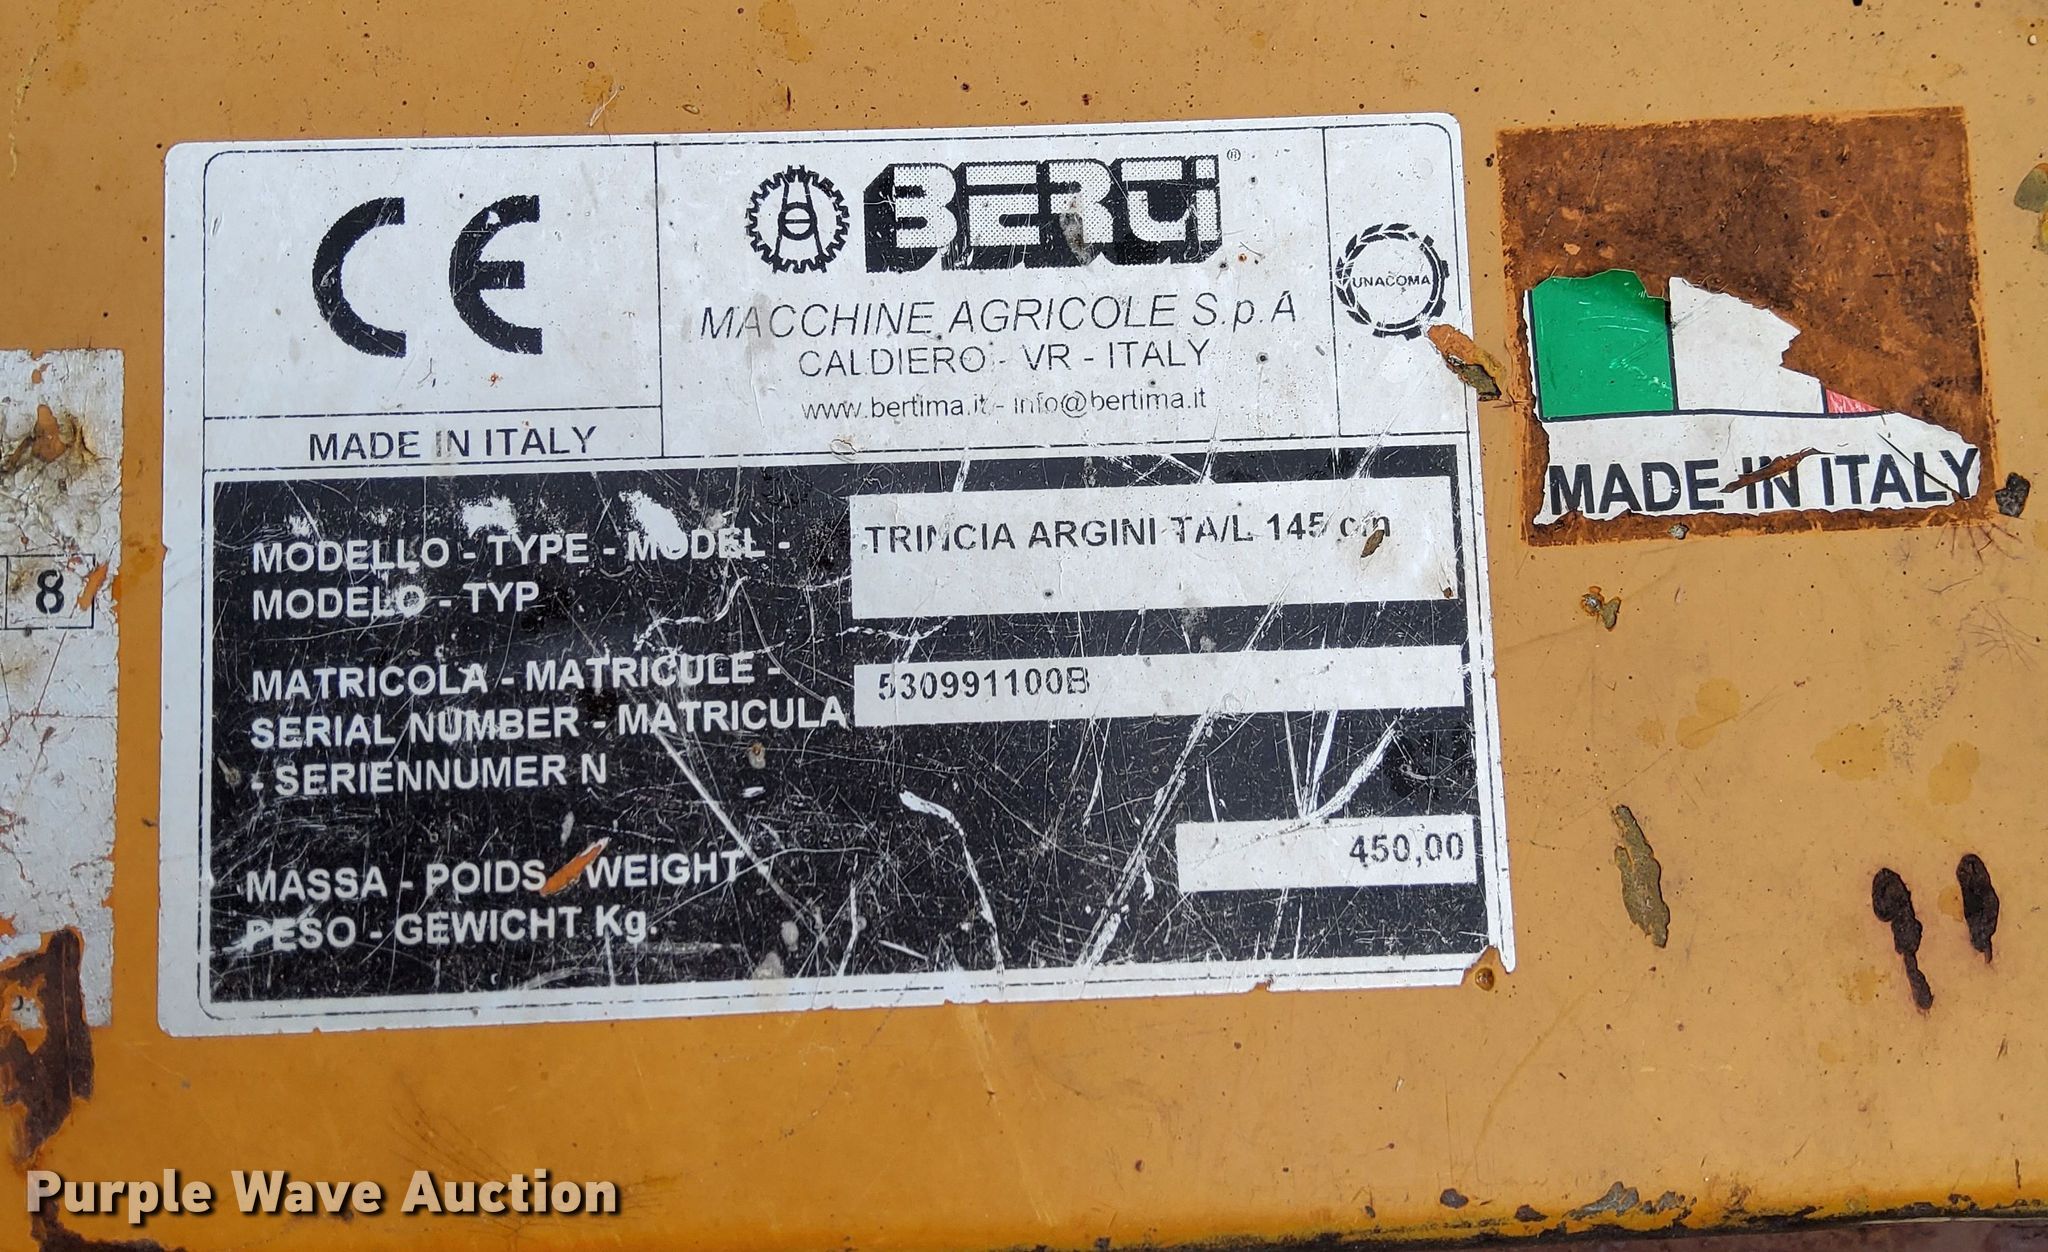 CE
BERTi®
MACCHINE AGRICOLE S.p.A
CALDIERO - VR - ITALY
www.bertima.it - info@bertima.it
UNACOMA
MADE IN ITALY
MADE IN ITALY
MODELLO - TYPE - MODEL -
MODELO - TYP
TRINCIA ARGINI TA/L 145 cm
8
MATRICOLA - MATRICULE -
SERIAL NUMBER - MATRICULA
- SERIENNUMER N
530991100B
MASSA - POIDS - WEIGHT
PESO - GEWICHT Kg.
450,00
Purple Wave Auction